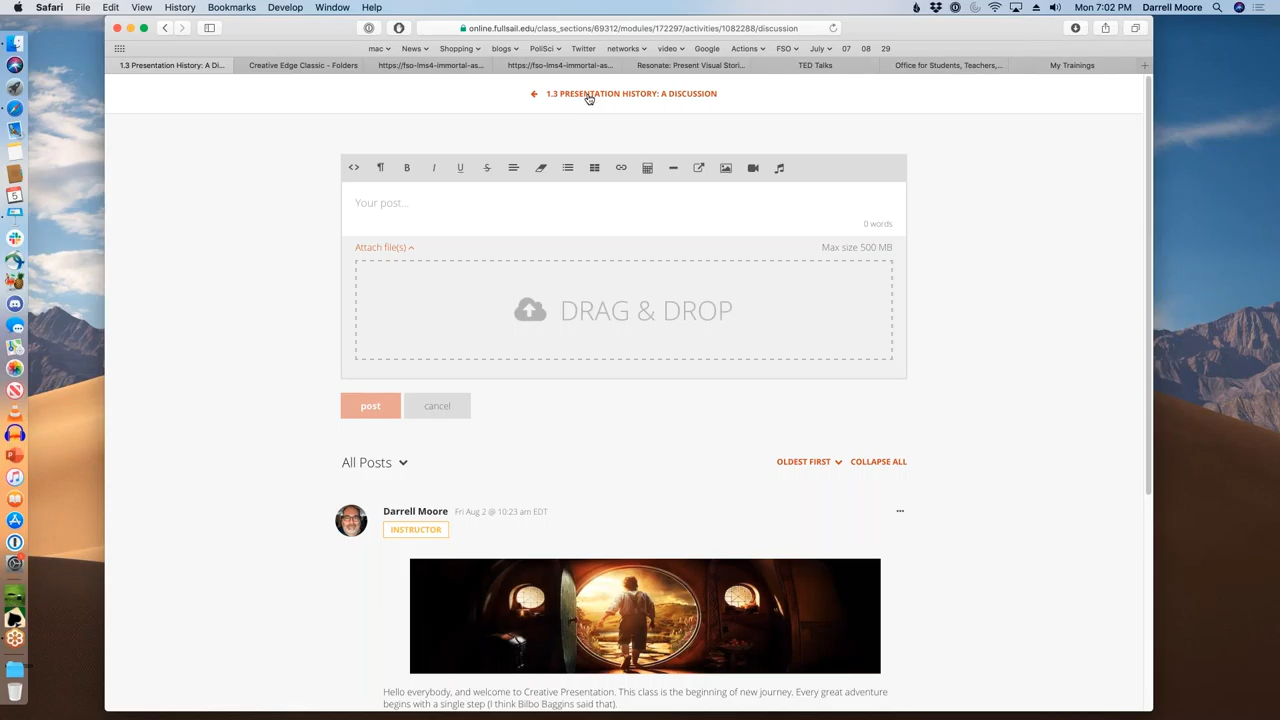 Safari File Edit View History Bookmarks Develop Window Help Mon 7:02 PM Darrell Moore
online.fullsail.edu/class_sections/69312/modules/172297/activities/1082288/discussion
mac News Shopping blogs PoliSci Twitter networks video Google Actions FSO July 07 08 29
1.3 Presentation History: A Di... Creative Edge Classic - Folders https://fso-lms4-immortal-as... https://fso-lms4-immortal-as... Resonate: Present Visual Stori... TED Talks Office for Students, Teachers,... My Trainings
1.3 PRESENTATION HISTORY: A DISCUSSION
Your post...
0 words
Attach file(s) Max size 500 MB
DRAG & DROP
post cancel
All Posts OLDEST FIRST COLLAPSE ALL
Darrell Moore Fri Aug 2 @ 10:23 am EDT
INSTRUCTOR
Hello everybody, and welcome to Creative Presentation. This class is the beginning of new journey. Every great adventure
begins with a single step (I think Bilbo Baggins said that).